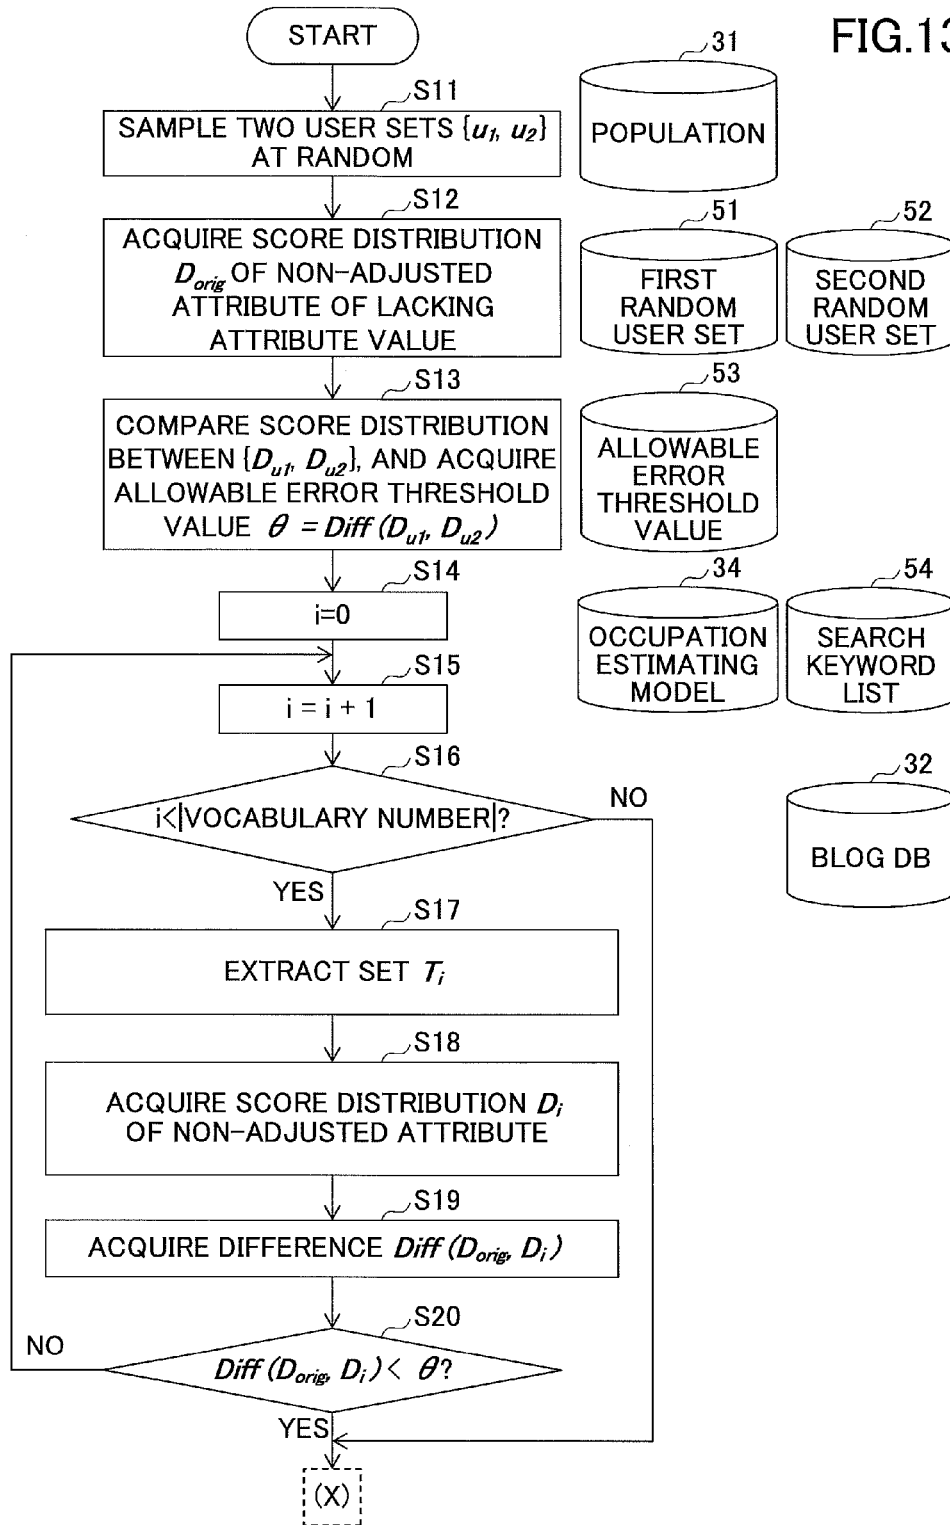 FIG.13
START
S11
SAMPLE TWO USER SETS {u1, u2}
AT RANDOM
S12
ACQUIRE SCORE DISTRIBUTION
Dorig OF NON-ADJUSTED
ATTRIBUTE OF LACKING
ATTRIBUTE VALUE
S13
COMPARE SCORE DISTRIBUTION
BETWEEN {Du1, Du2}, AND ACQUIRE
ALLOWABLE ERROR THRESHOLD
VALUE θ = Diff (Du1, Du2)
S14
i=0
S15
i = i + 1
S16
i<|VOCABULARY NUMBER|?
NO
YES
S17
EXTRACT SET Ti
S18
ACQUIRE SCORE DISTRIBUTION Di
OF NON-ADJUSTED ATTRIBUTE
S19
ACQUIRE DIFFERENCE Diff (Dorig, Di)
S20
NO
Diff (Dorig, Di) < θ?
YES
(X)
31
POPULATION
51
FIRST
RANDOM
USER SET
52
SECOND
RANDOM
USER SET
53
ALLOWABLE
ERROR
THRESHOLD
VALUE
34
OCCUPATION
ESTIMATING
MODEL
54
SEARCH
KEYWORD
LIST
32
BLOG DB